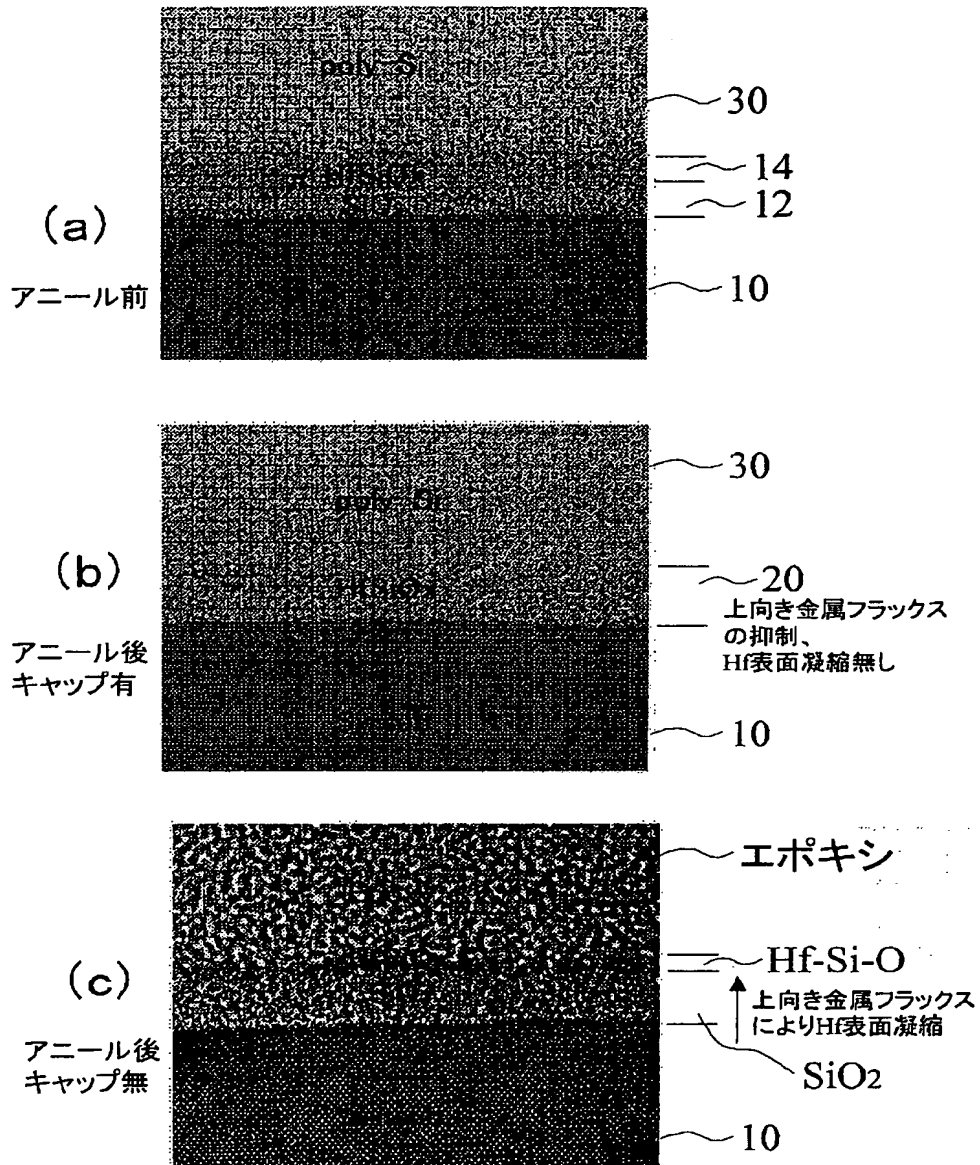 poly-Si
30
14
HfSiOx
12
(a)
アニール前
10
30
(b)
20
上向き金属フラックス
の抑制、
Hf表面凝縮無し
アニール後
キャップ有
10
エポキシ
(c)
Hf-Si-O
上向き金属フラックス
によりHf表面凝縮
アニール後
キャップ無
SiO2
10